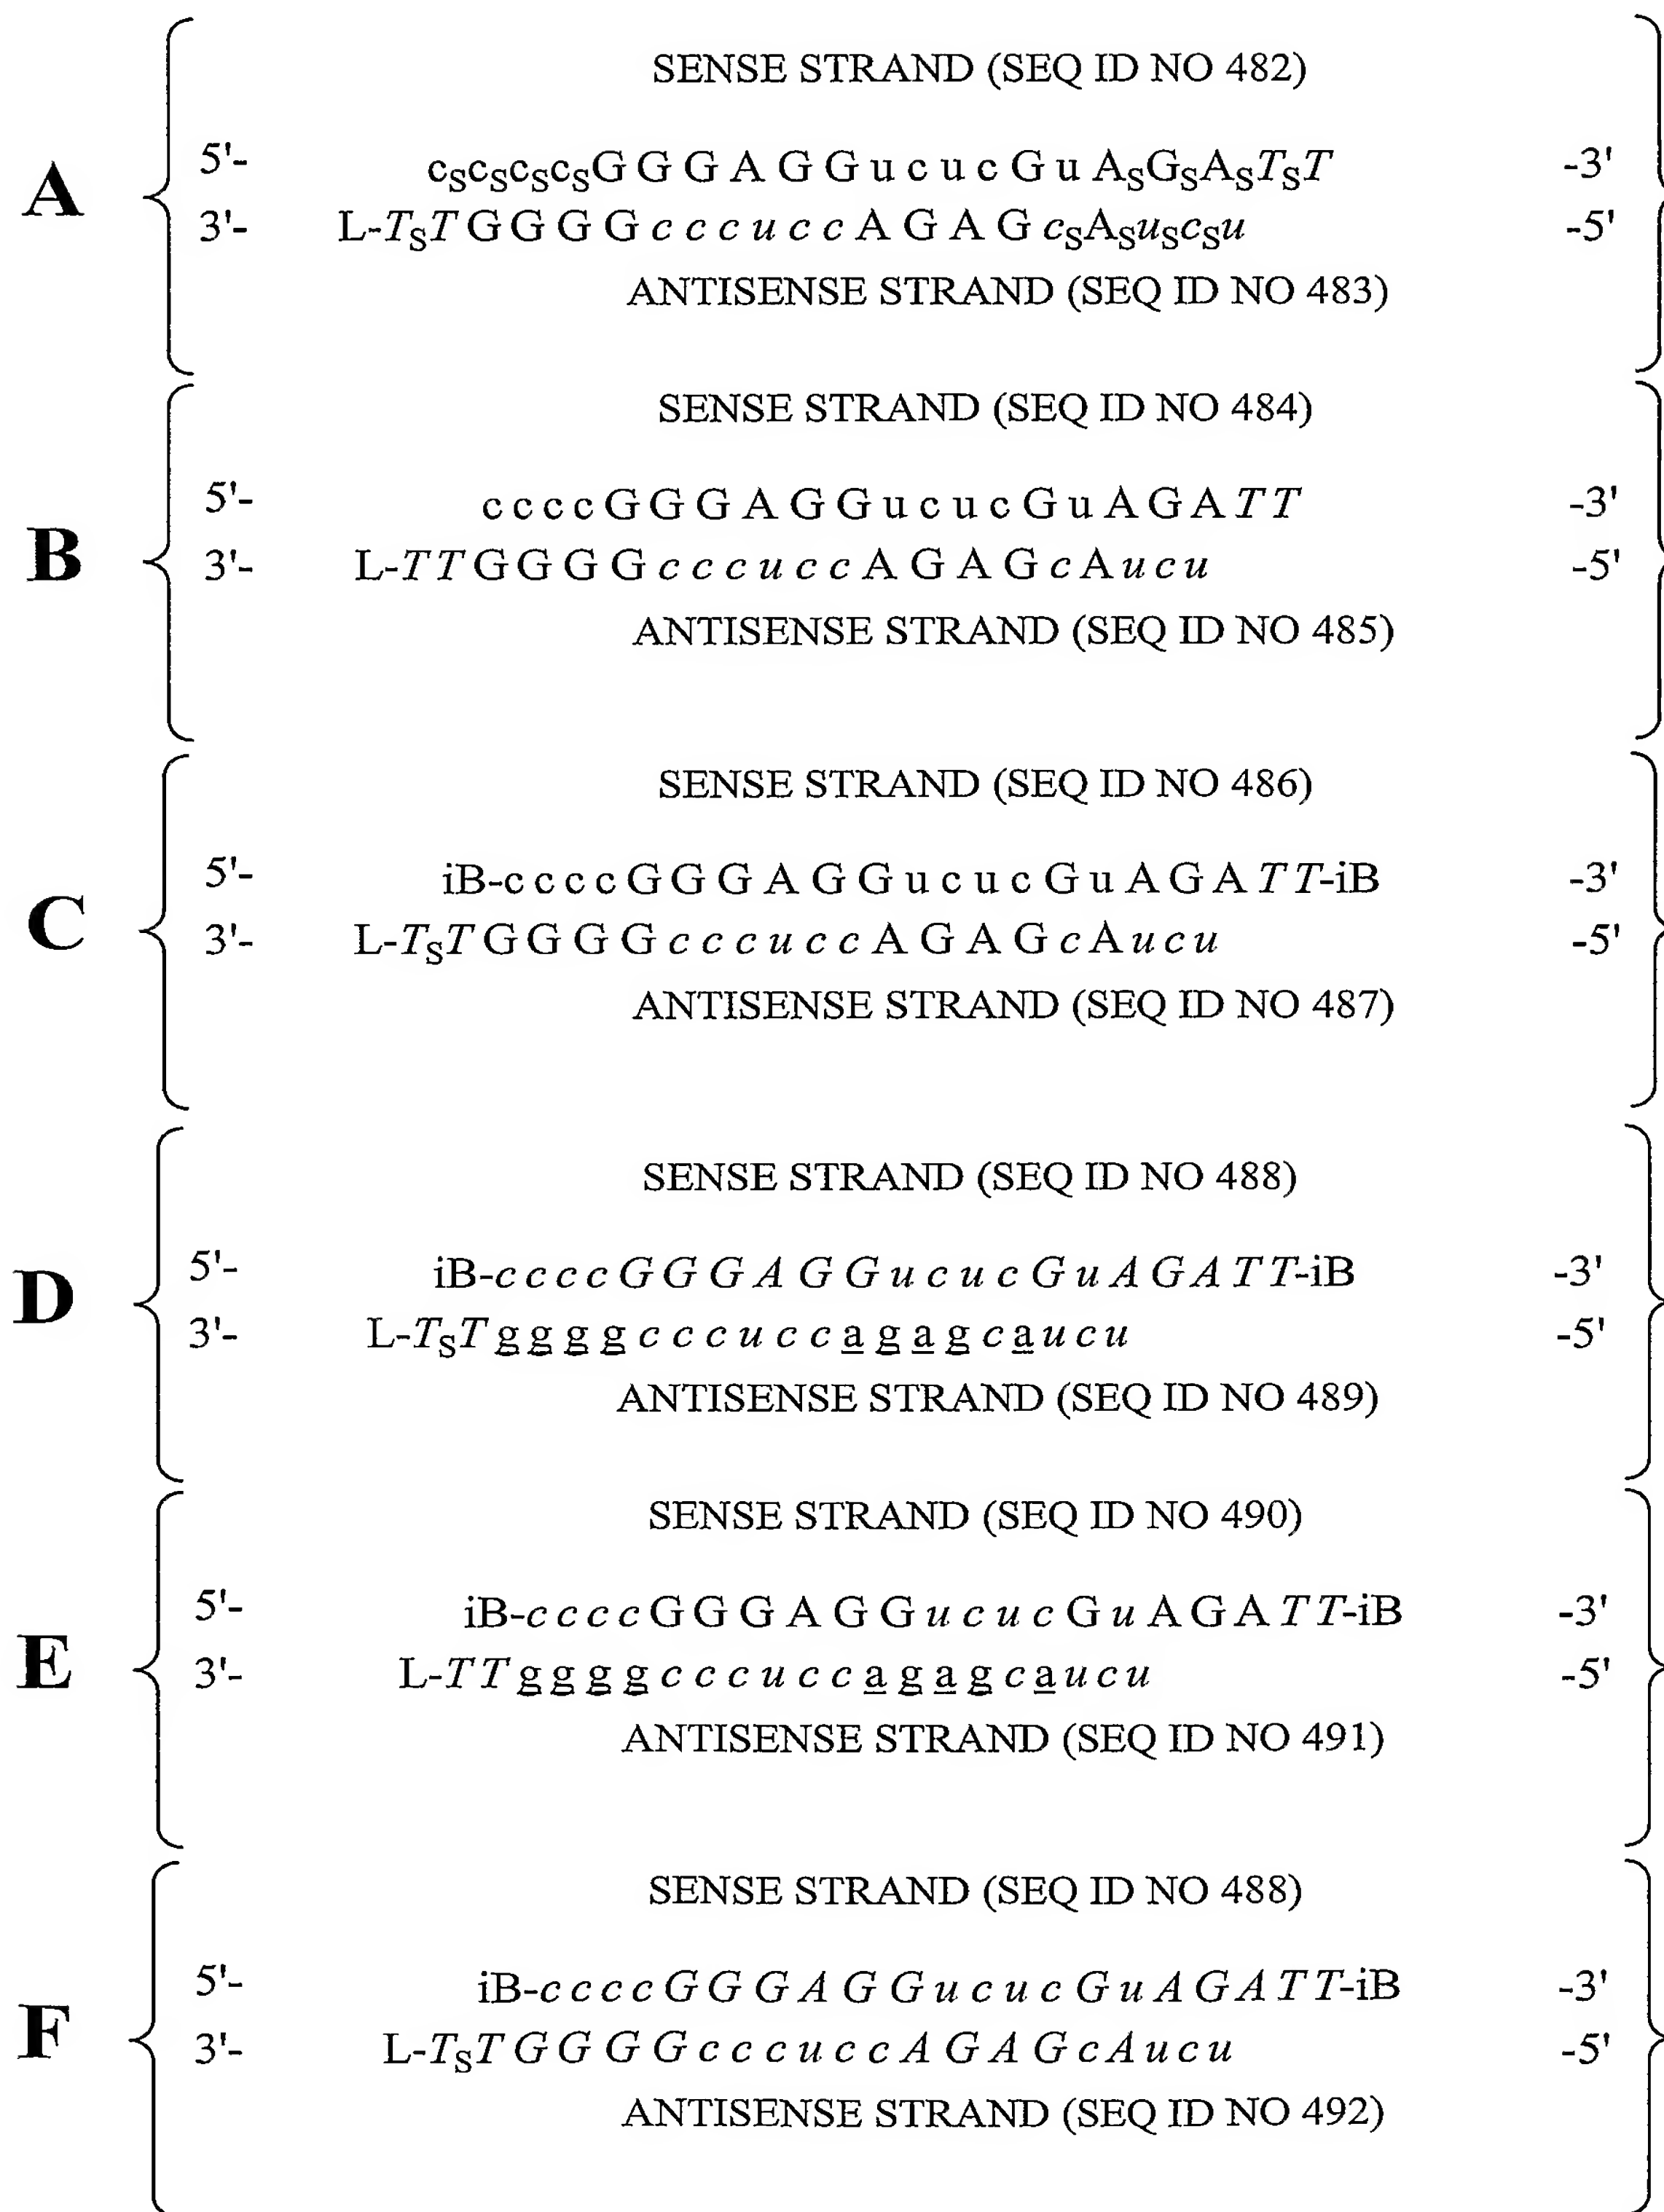 A
SENSE STRAND (SEQ ID NO 482)
5'- cScScScSG G G A G G u c u c G u ASGSASTST -3'
3'- L-TST G G G G c c c u c c A G A G cSASuScSu -5'
ANTISENSE STRAND (SEQ ID NO 483)
B
SENSE STRAND (SEQ ID NO 484)
5'- c c c c G G G A G G u c u c G u A G A T T -3'
3'- L-T T G G G G c c c u c c A G A G c A u c u -5'
ANTISENSE STRAND (SEQ ID NO 485)
C
SENSE STRAND (SEQ ID NO 486)
5'- iB-c c c c G G G A G G u c u c G u A G A T T-iB -3'
3'- L-TST G G G G c c c u c c A G A G c A u c u -5'
ANTISENSE STRAND (SEQ ID NO 487)
D
SENSE STRAND (SEQ ID NO 488)
5'- iB-c c c c G G G A G G u c u c G u A G A T T-iB -3'
3'- L-TST g g g g c c c u c c a g a g c a u c u -5'
ANTISENSE STRAND (SEQ ID NO 489)
E
SENSE STRAND (SEQ ID NO 490)
5'- iB-c c c c G G G A G G u c u c G u A G A T T-iB -3'
3'- L-T T g g g g c c c u c c a g a g c a u c u -5'
ANTISENSE STRAND (SEQ ID NO 491)
F
SENSE STRAND (SEQ ID NO 488)
5'- iB-c c c c G G G A G G u c u c G u A G A T T-iB -3'
3'- L-TST G G G G c c c u c c A G A G c A u c u -5'
ANTISENSE STRAND (SEQ ID NO 492)